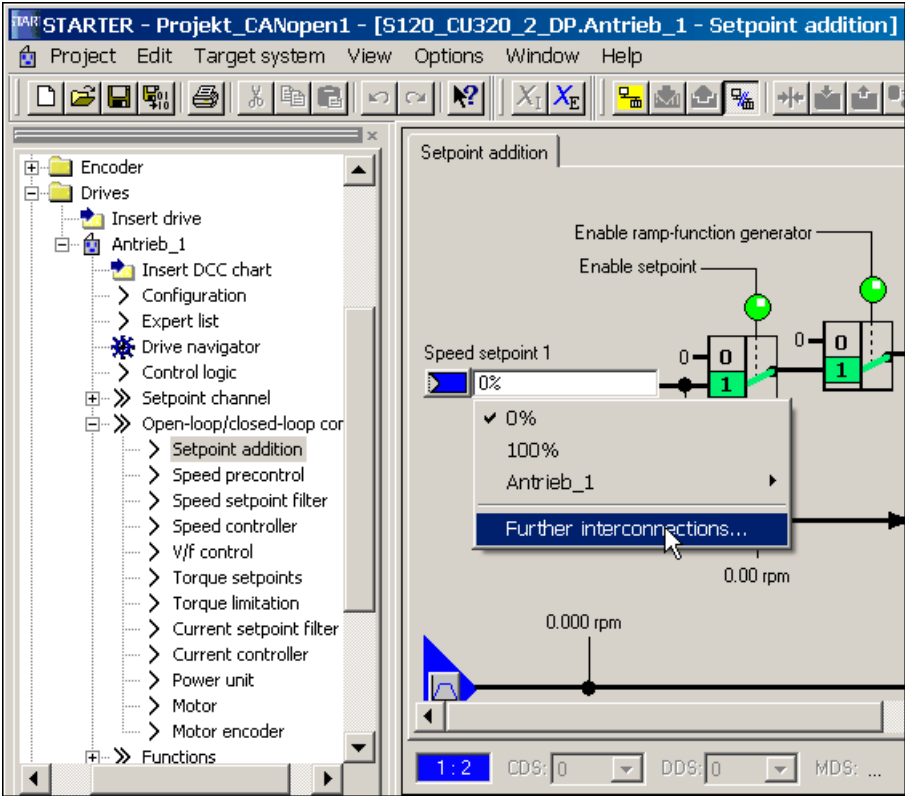 STARTER - Projekt_CANopen1 - [S120_CU320_2_DP.Antrieb_1 - Setpoint addition]
Project Edit Target system View Options Window Help
Encoder
Drives
Insert drive
Antrieb_1
Insert DCC chart
Configuration
Expert list
Drive navigator
Control logic
Setpoint channel
Open-loop/closed-loop cor
Setpoint addition
Speed precontrol
Speed setpoint filter
Speed controller
V/f control
Torque setpoints
Torque limitation
Current setpoint filter
Current controller
Power unit
Motor
Motor encoder
Functions
Setpoint addition
Enable ramp-function generator
Enable setpoint
Speed setpoint 1
0 0 0 0
0% 1 1
0%
100%
Antrieb_1
Further interconnections...
0.00 rpm
0.000 rpm
1 : 2 CDS: 0 DDS: 0 MDS: ...